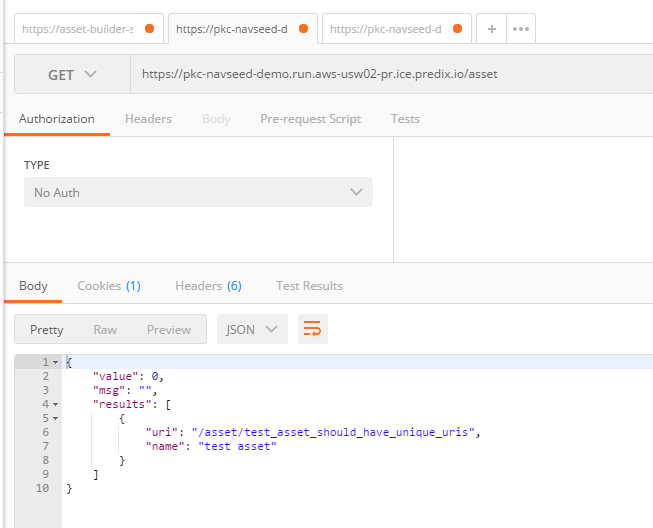 https://asset-builder-s
https://pkc-navseed-d
https://pkc-navseed-d
+
•••
GET
https://pkc-navseed-demo.run.aws-usw02-pr.ice.predix.io/asset
Authorization Headers Body Pre-request Script Tests
TYPE
No Auth
Body Cookies (1) Headers (6) Test Results
Pretty Raw Preview JSON
1 {
2 "value": 0,
3 "msg": "",
4 "results": [
5 {
6 "uri": "/asset/test_asset_should_have_unique_uris",
7 "name": "test asset"
8 }
9 ]
10 }